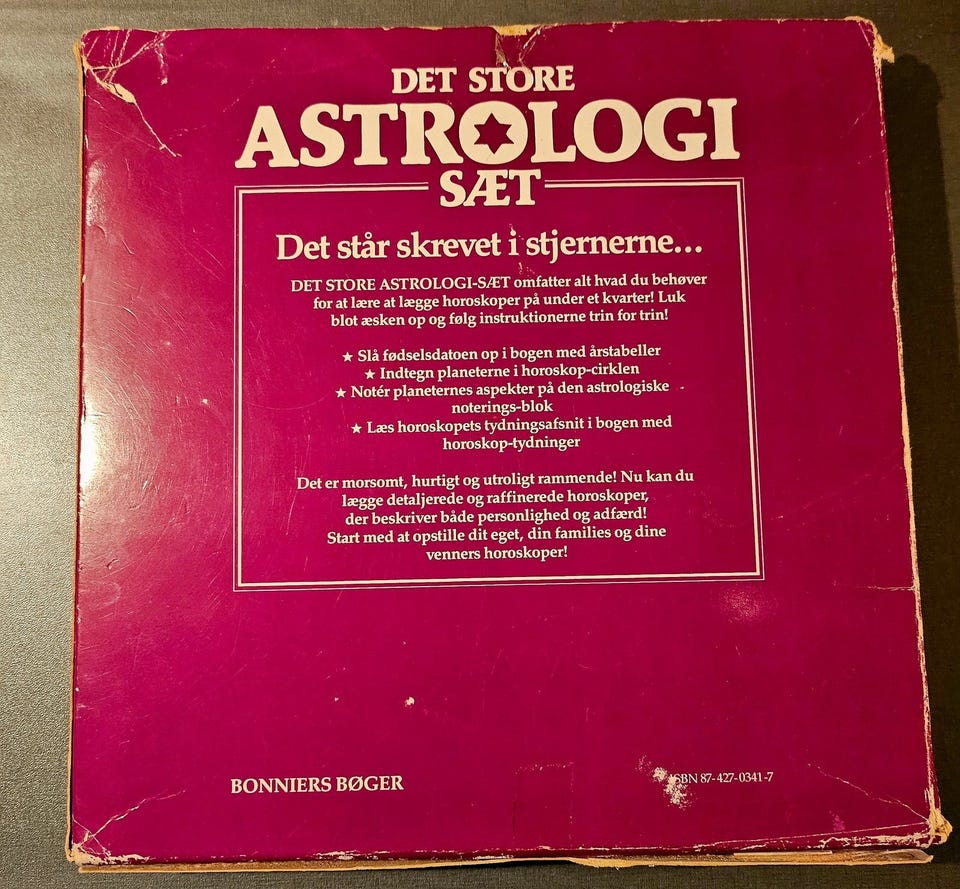 DET STORE
ASTROLOGI
SÆT
Det står skrevet i stjernerne...
DET STORE ASTROLOGI-SÆT omfatter alt hvad du behøver
for at lære at lægge horoskoper på under et kvarter! Luk
blot æsken op og følg instruktionerne trin for trin!
★ Slå fødselsdatoen op i bogen med årstabeller
★ Indtegn planeterne i horoskop-cirklen
★ Notér planeternes aspekter på den astrologiske
noterings-blok
★ Læs horoskopets tydningsafsnit i bogen med
horoskop-tydninger
Det er morsomt, hurtigt og utroligt rammende! Nu kan du
lægge detaljerede og raffinerede horoskoper,
der beskriver både personlighed og adfærd!
Start med at opstille dit eget, din families og dine
venners horoskoper!
BONNIERS BØGER
ISBN 87-427-0341-7